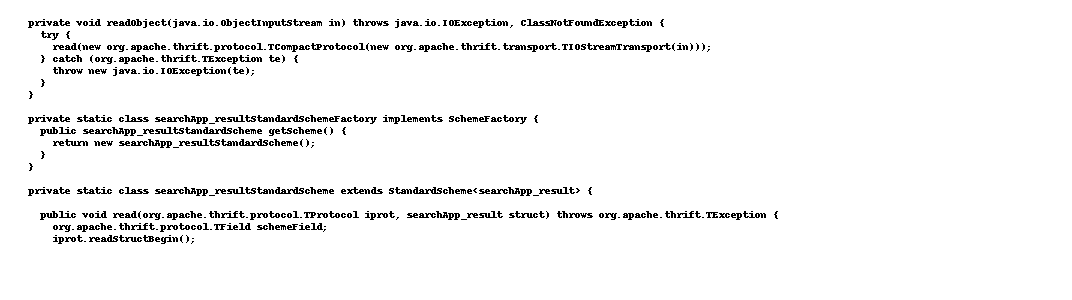 private void readObject(java.io.ObjectInputStream in) throws java.io.IOException, ClassNotFoundException {
try {
read(new org.apache.thrift.protocol.TCompactProtocol(new org.apache.thrift.transport.TIOStreamTransport(in)));
} catch (org.apache.thrift.TException te) {
throw new java.io.IOException(te);
}
}
private static class searchApp_resultStandardSchemeFactory implements SchemeFactory {
public searchApp_resultStandardScheme getScheme() {
return new searchApp_resultStandardScheme();
}
}
private static class searchApp_resultStandardScheme extends StandardScheme<searchApp_result> {
public void read(org.apache.thrift.protocol.TProtocol iprot, searchApp_result struct) throws org.apache.thrift.TException {
org.apache.thrift.protocol.TField schemeField;
iprot.readStructBegin();